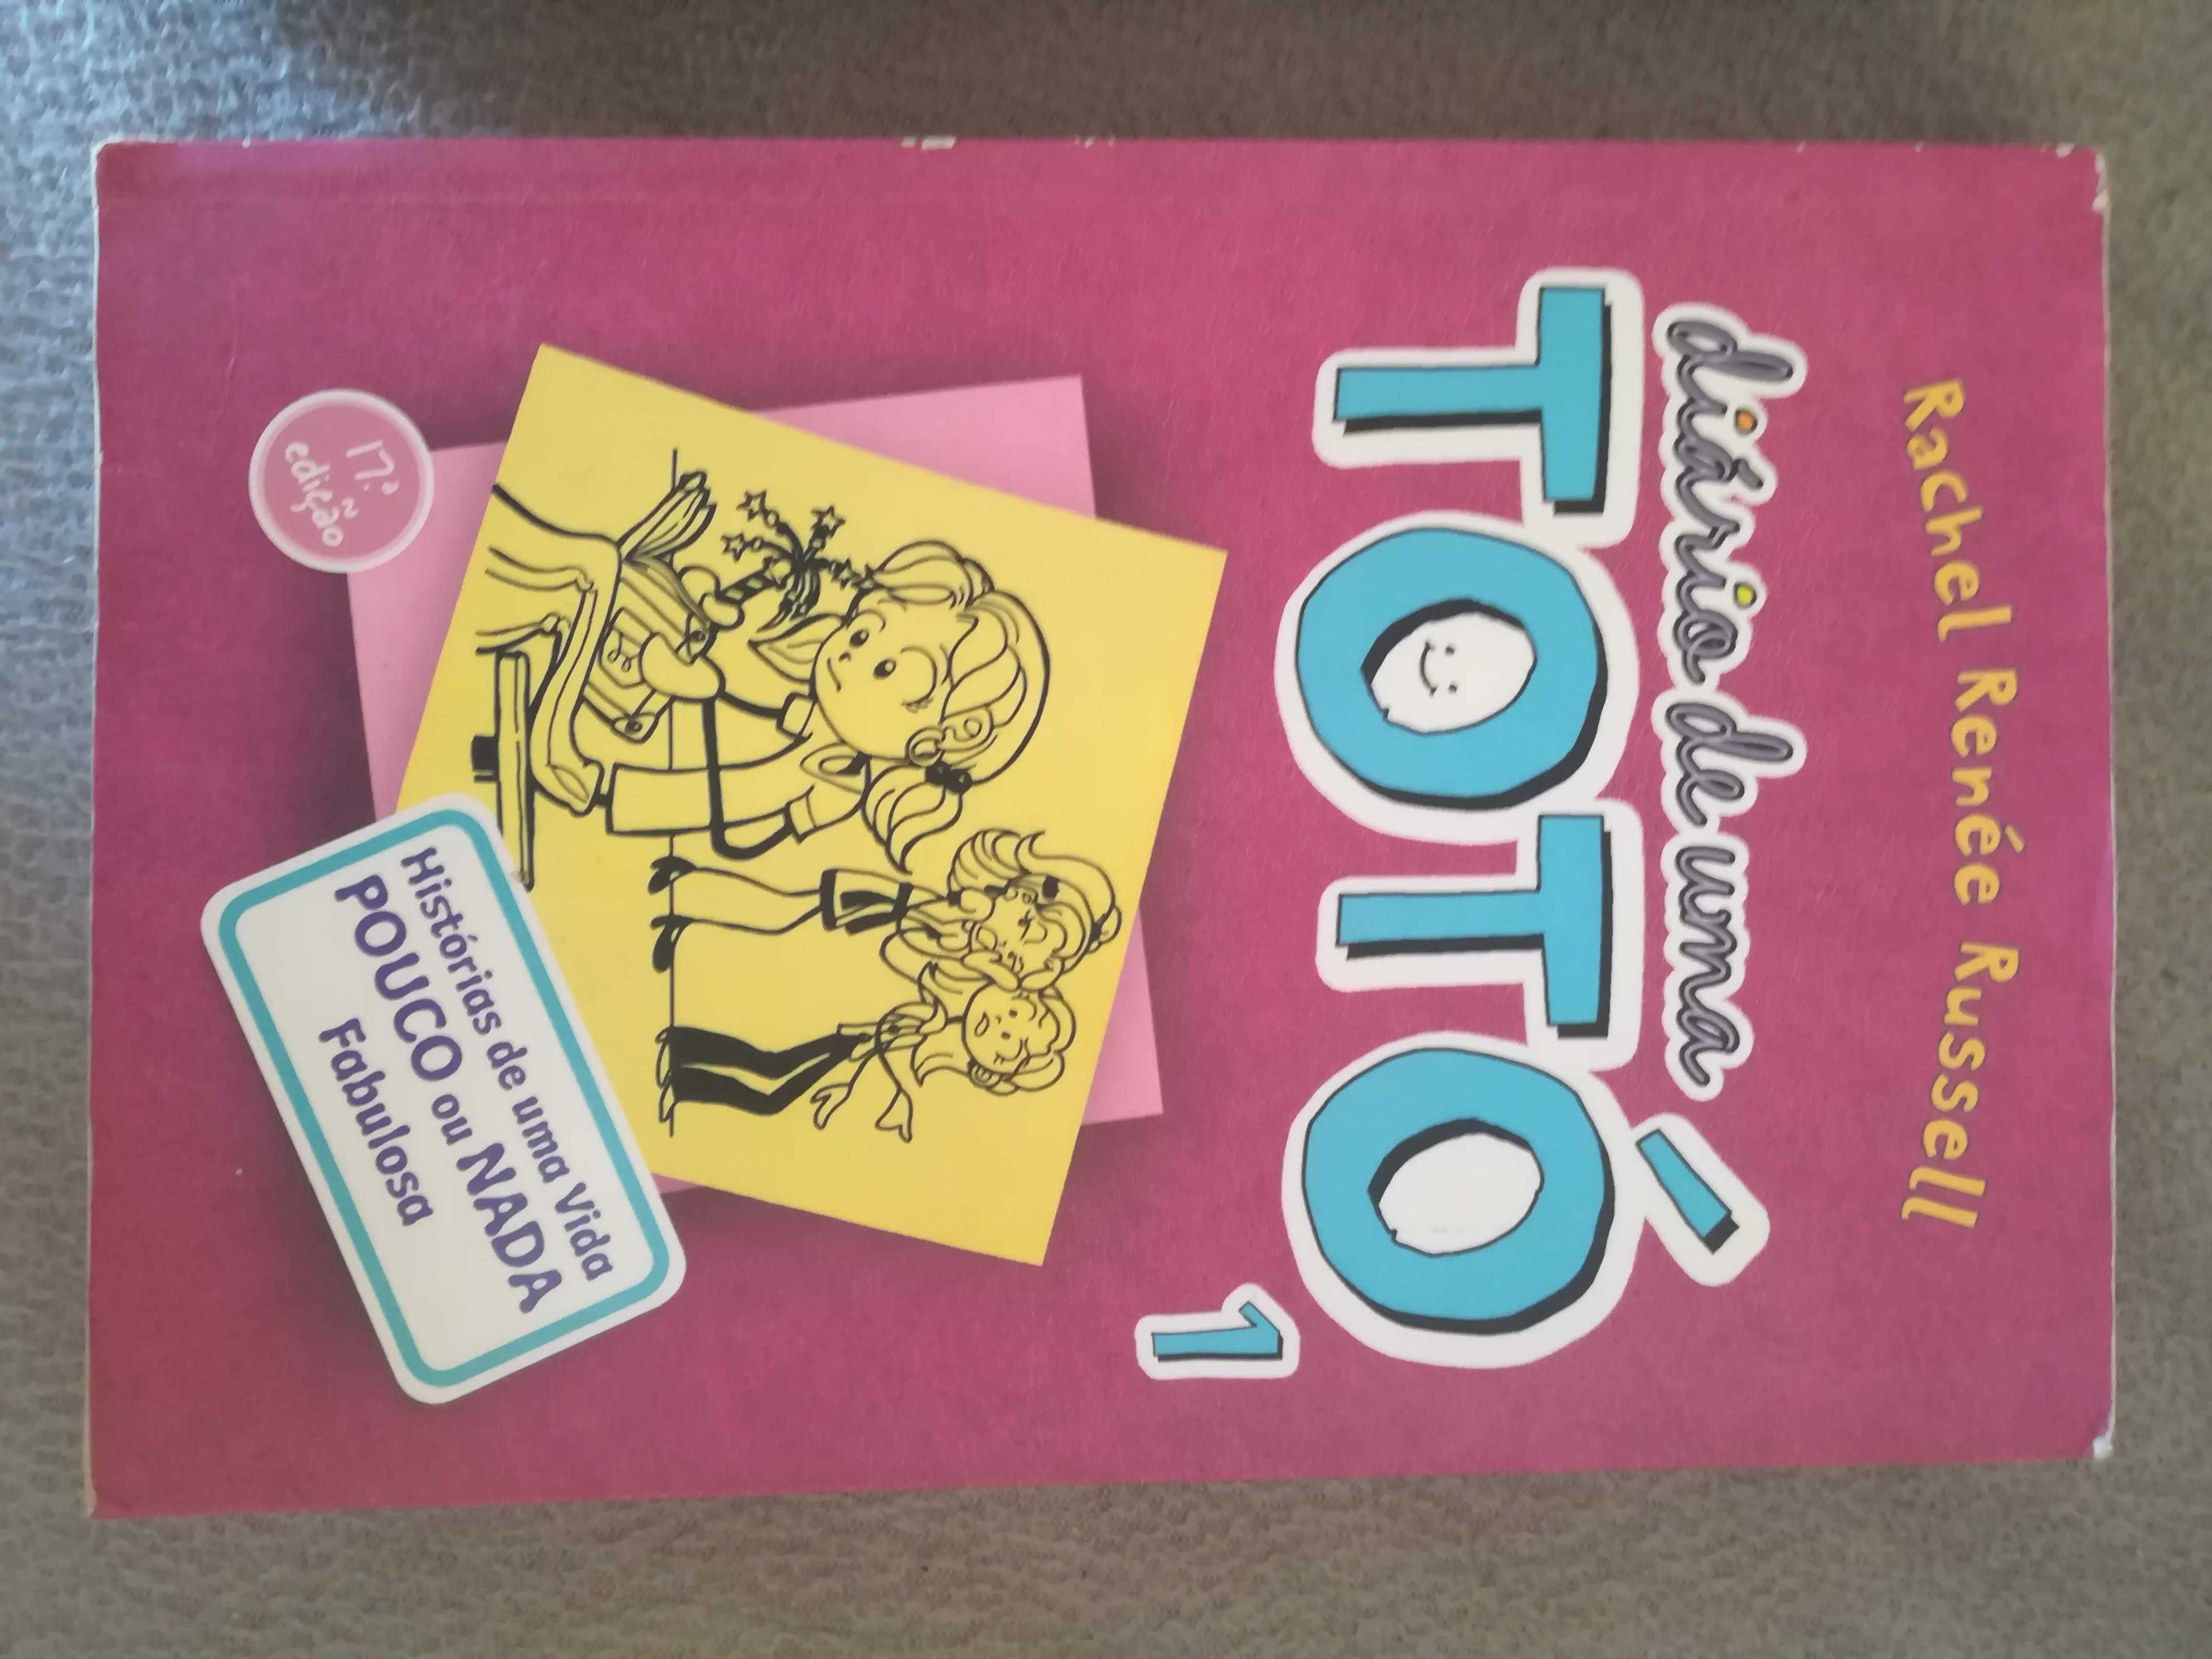 Rachel Renée Russell
diário de uma
TOTÓ
1
17.ª
edição
Histórias de uma Vida
POUCO ou NADA
Fabulosa